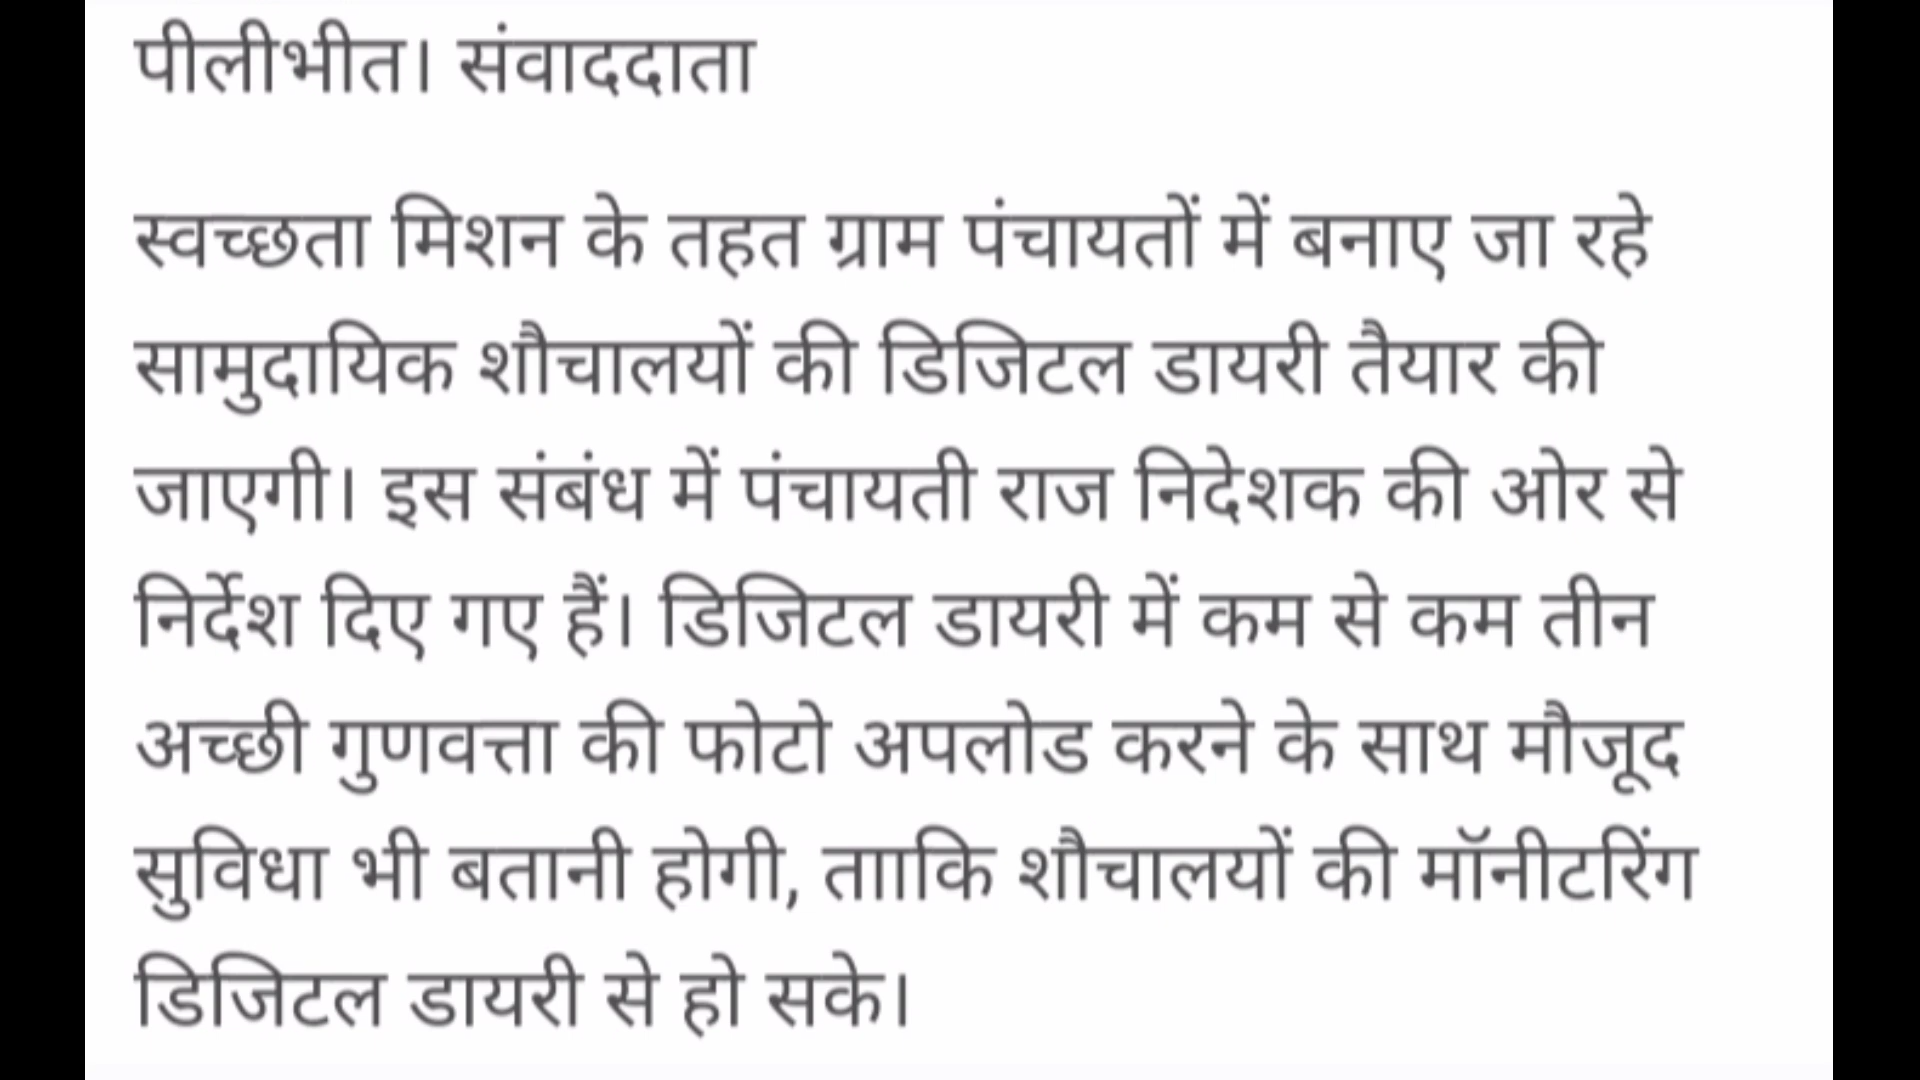 पीलीभीत। संवाददाता
स्वच्छता मिशन के तहत ग्राम पंचायतों में बनाए जा रहे
सामुदायिक शौचालयों की डिजिटल डायरी तैयार की
जाएगी। इस संबंध में पंचायती राज निदेशक की ओर से
निर्देश दिए गए हैं। डिजिटल डायरी में कम से कम तीन
अच्छी गुणवत्ता की फोटो अपलोड करने के साथ मौजूद
सुविधा भी बतानी होगी, तााकि शौचालयों की मॉनीटरिंग
डिजिटल डायरी से हो सके।